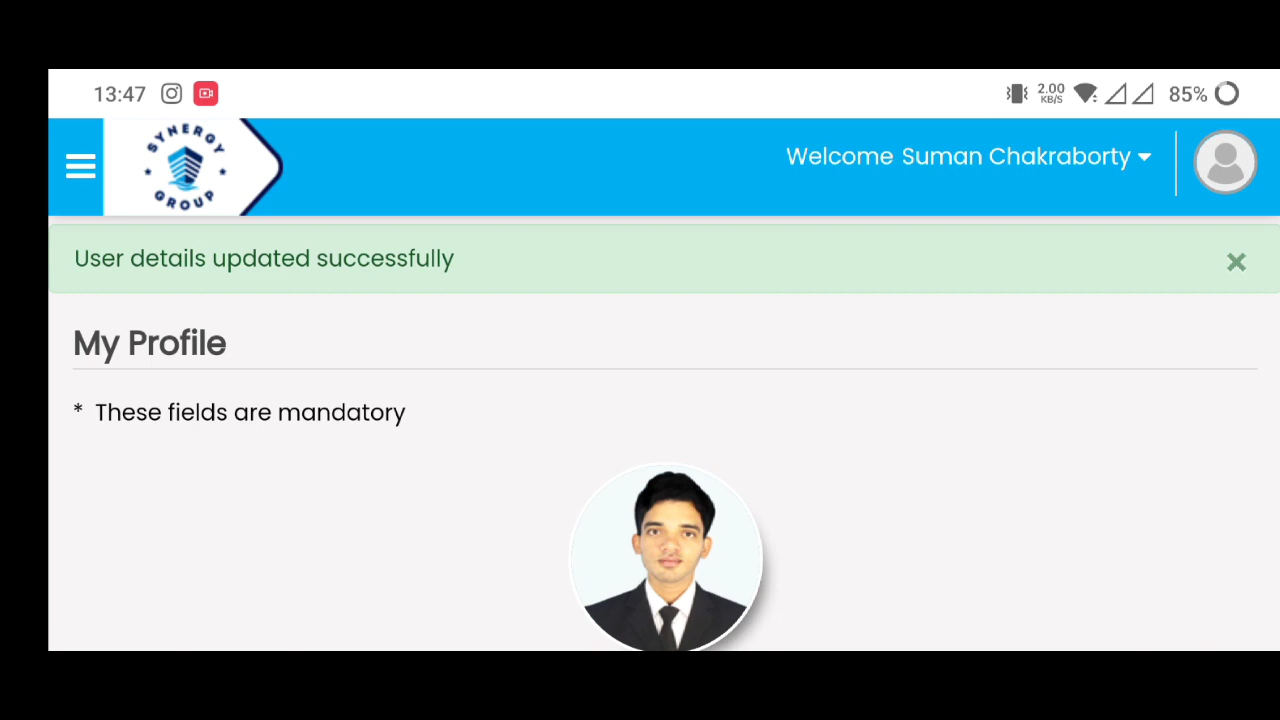 13:47
2.00
KB/S
85%
SYNERGY
GROUP
Welcome Suman Chakraborty
User details updated successfully
×
My Profile
* These fields are mandatory